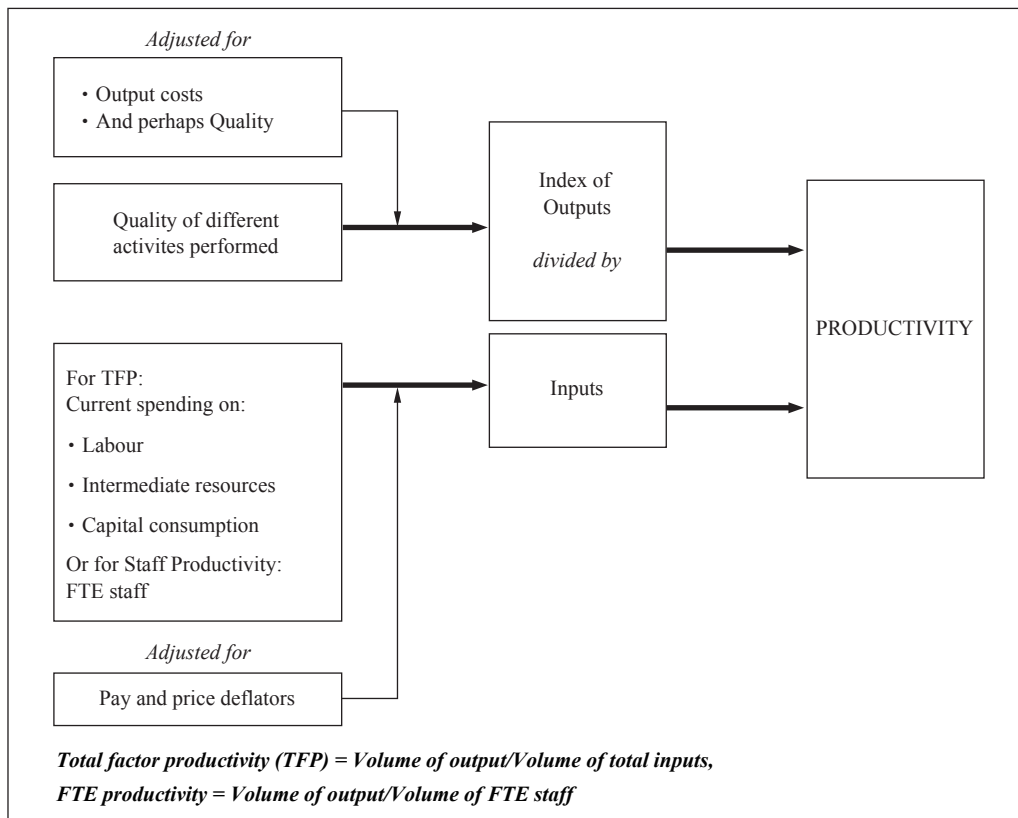 Adjusted for
・Output costs
・And perhaps Quality
Quality of different
activites performed
Index of
Outputs
divided by
PRODUCTIVITY
For TFP:
Current spending on:
・Labour
・Intermediate resources
・Capital consumption
Or for Staff Productivity:
FTE staff
Inputs
Adjusted for
Pay and price deflators
Total factor productivity (TFP) = Volume of output/Volume of total inputs,
FTE productivity = Volume of output/Volume of FTE staff